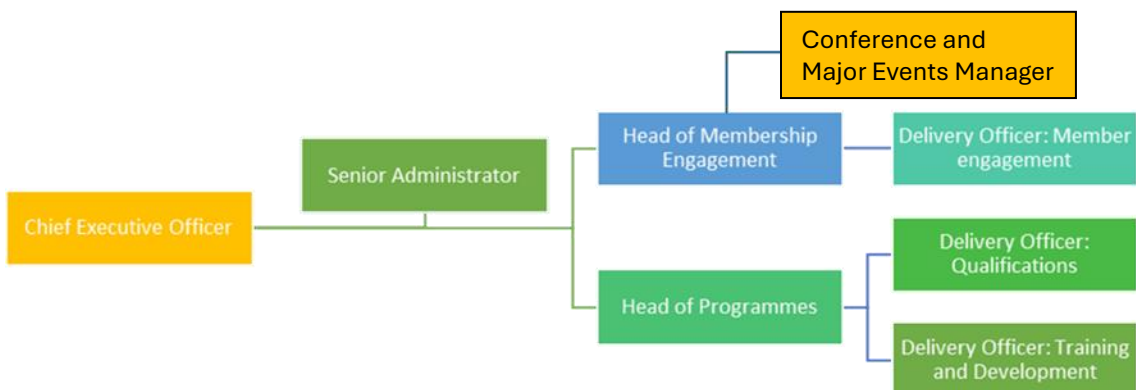 Conference and
Major Events Manager
Head of Membership
Engagement
Delivery Officer: Member
engagement
Senior Administrator
Chief Executive Officer
Delivery Officer:
Qualifications
Head of Programmes
Delivery Officer: Training
and Development